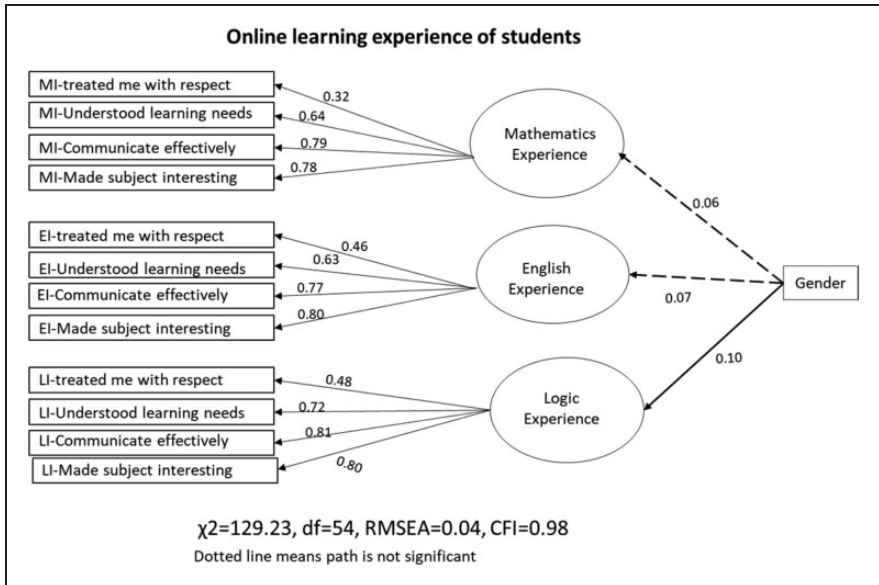 Online learning experience of students
MI-treated me with respect
MI-Understood learning needs
MI-Communicate effectively
MI-Made subject interesting
0.32
0.64
0.79
0.78
Mathematics
Experience
EI-treated me with respect
EI-Understood learning needs
EI-Communicate effectively
EI-Made subject interesting
0.46
0.63
0.77
0.80
English
Experience
LI-treated me with respect
LI-Understood learning needs
LI-Communicate effectively
LI-Made subject interesting
0.48
0.72
0.81
0.80
Logic
Experience
0.06
0.07
0.10
Gender
χ2=129.23, df=54, RMSEA=0.04, CFI=0.98
Dotted line means path is not significant